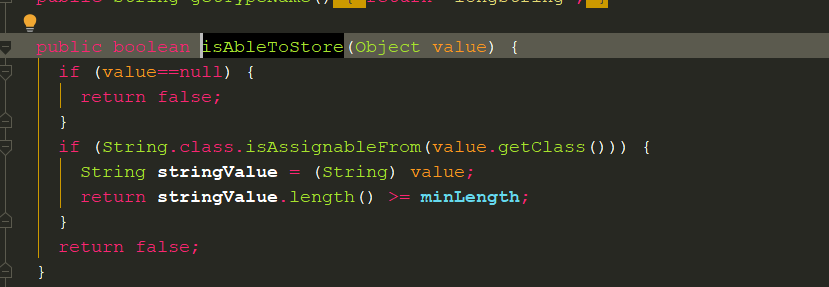 public String getTypeName() { return "longString"; }
public boolean isAbleToStore(Object value) {
if (value==null) {
return false;
}
if (String.class.isAssignableFrom(value.getClass())) {
String stringValue = (String) value;
return stringValue.length() >= minLength;
}
return false;
}